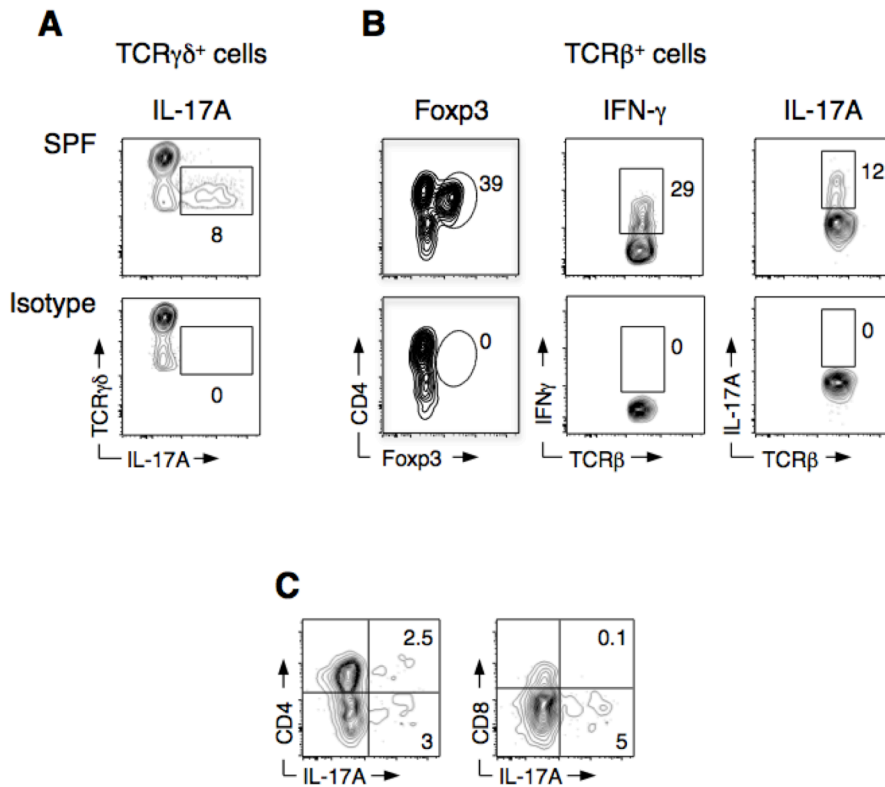 A
B
TCRγδ⁺ cells
TCRβ⁺ cells
IL-17A
Foxp3
IFN-γ
IL-17A
SPF
8
39
29
12
Isotype
0
0
0
0
TCRγδ
IL-17A
CD4
Foxp3
IFNγ
TCRβ
IL-17A
TCRβ
C
2.5
3
CD4
IL-17A
0.1
5
CD8
IL-17A